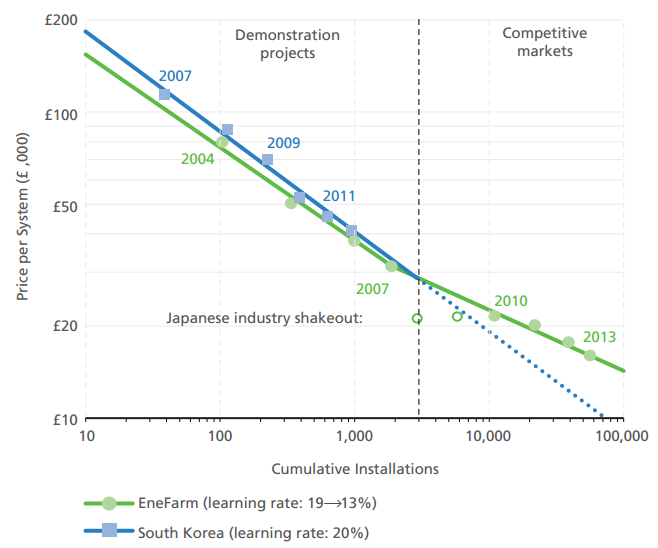 £200
Demonstration
projects
Competitive
markets
2007
£100
2009
2004
2011
£50
Price per System (£ ,000)
2007
2010
Japanese industry shakeout:
£20
2013
£10
10
100
1,000
10,000
100,000
Cumulative Installations
EneFarm (learning rate: 19→13%)
South Korea (learning rate: 20%)